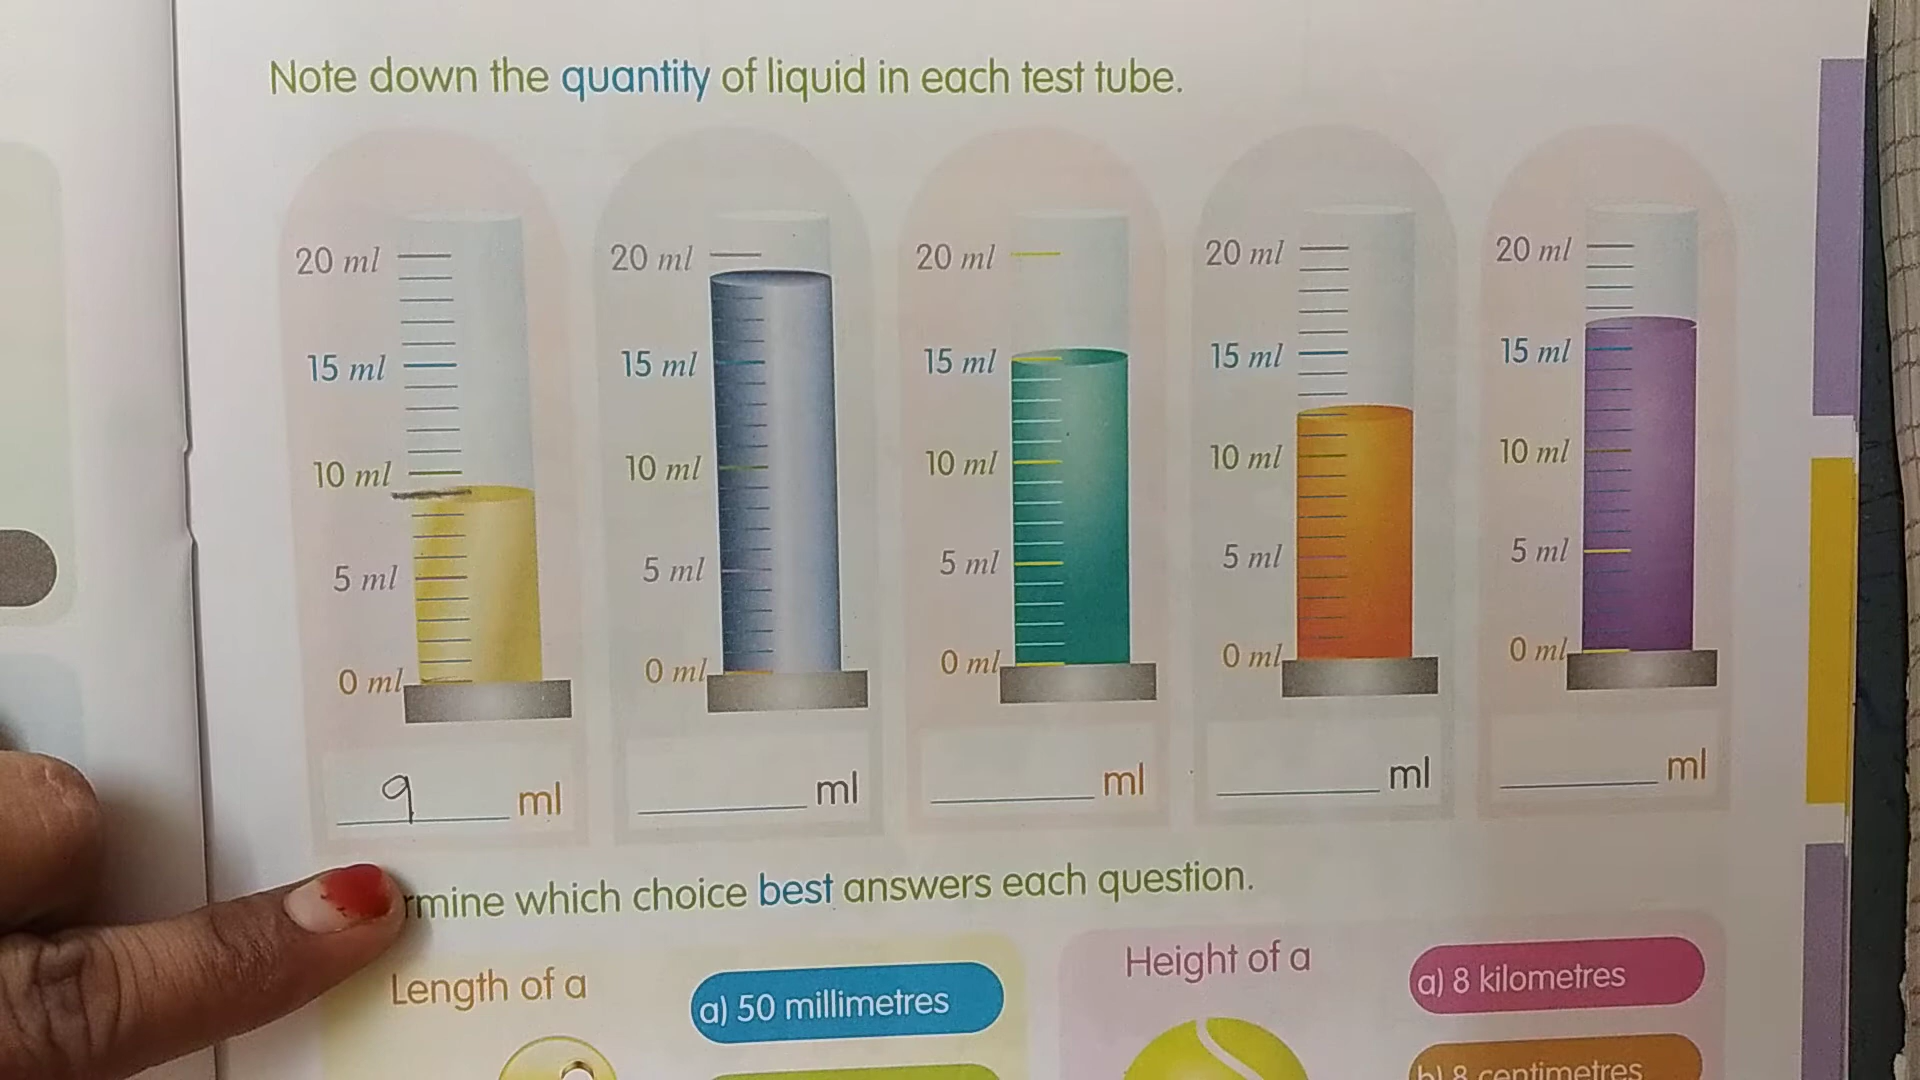 Note down the quantity of liquid in each test tube.
20 ml 20 ml 20 ml 20 ml 20 ml
15 ml 15 ml 15 ml 15 ml 15 ml
10 ml 10 ml 10 ml 10 ml 10 ml
5 ml 5 ml 5 ml 5 ml 5 ml
0 ml 0 ml 0 ml 0 ml 0 ml
9 ml ml ml ml ml
rmine which choice best answers each question.
Length of a
a) 50 millimetres
Height of a
a) 8 kilometres
b) 8 centimetres